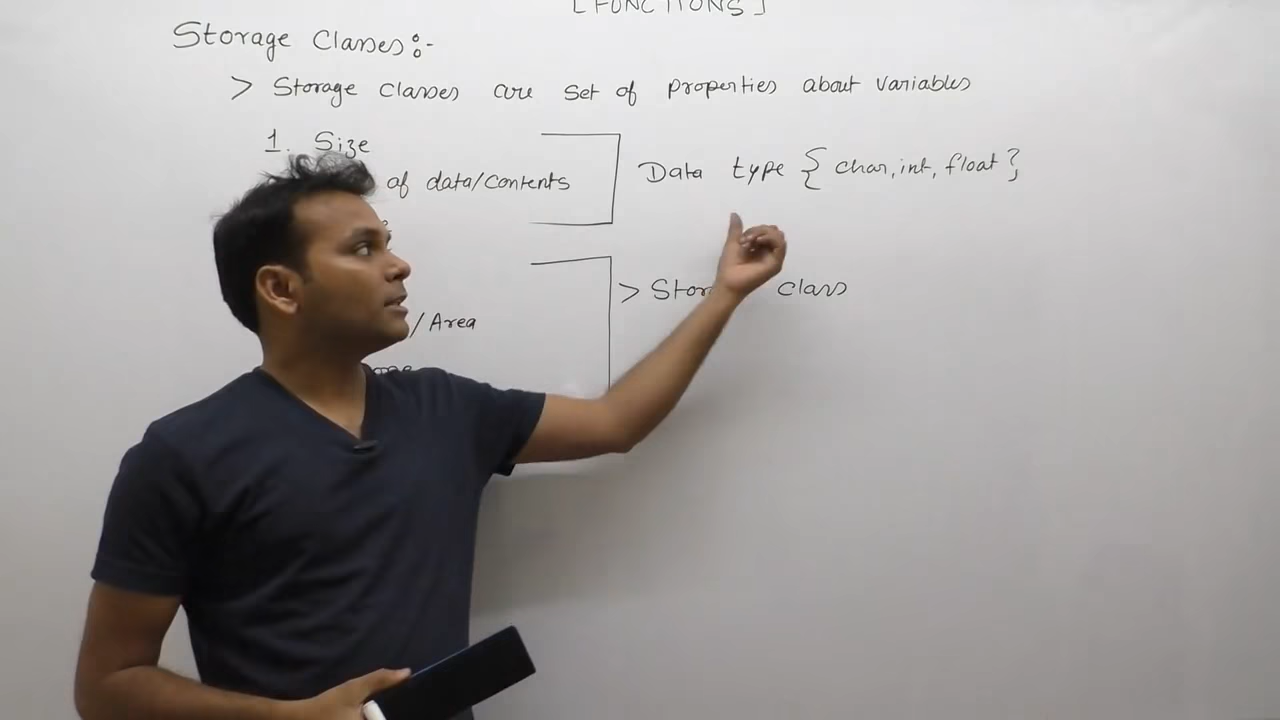 [FUNCTIONS]
Storage Classes:-
> Storage classes are set of properties about variables
1. Size
of data/contents
Data type { char, int, float }
> class
/Area